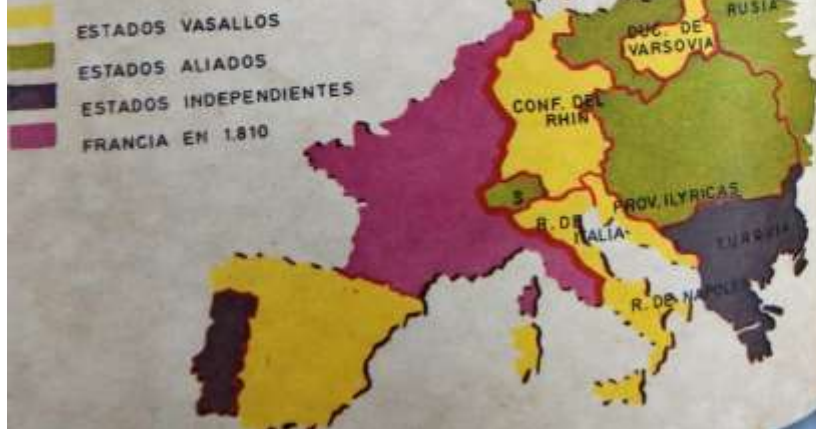 ESTADOS VASALLOS
ESTADOS ALIADOS
ESTADOS INDEPENDIENTES
FRANCIA EN 1.810
RUSIA
DUC. DE
VARSOVIA
CONF. DEL
RHIN
S
PROV. ILYRICAS
R. DE
ITALIA
TURQUIA
R. DE NAPOLES